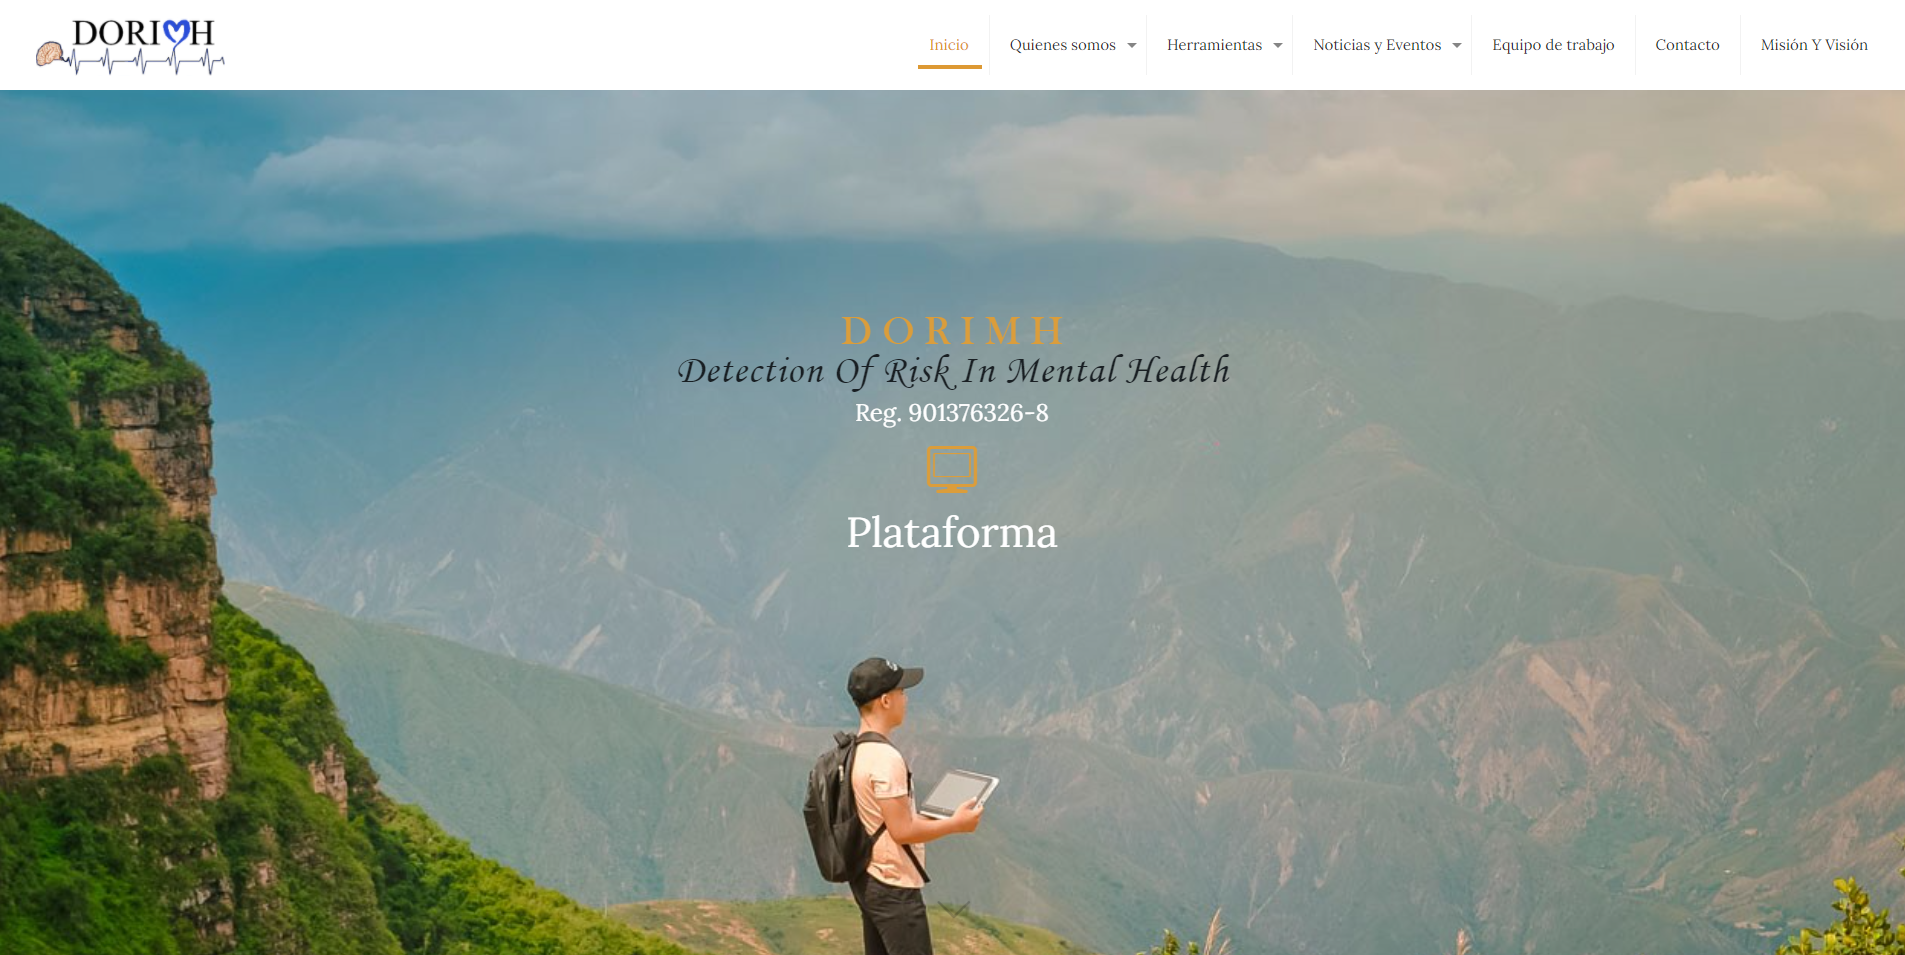 DORIMH
Inicio
Quienes somos
Herramientas
Noticias y Eventos
Equipo de trabajo
Contacto
Misión Y Visión
DORIMH
Detection Of Risk In Mental Health
Reg. 901376326-8
Plataforma